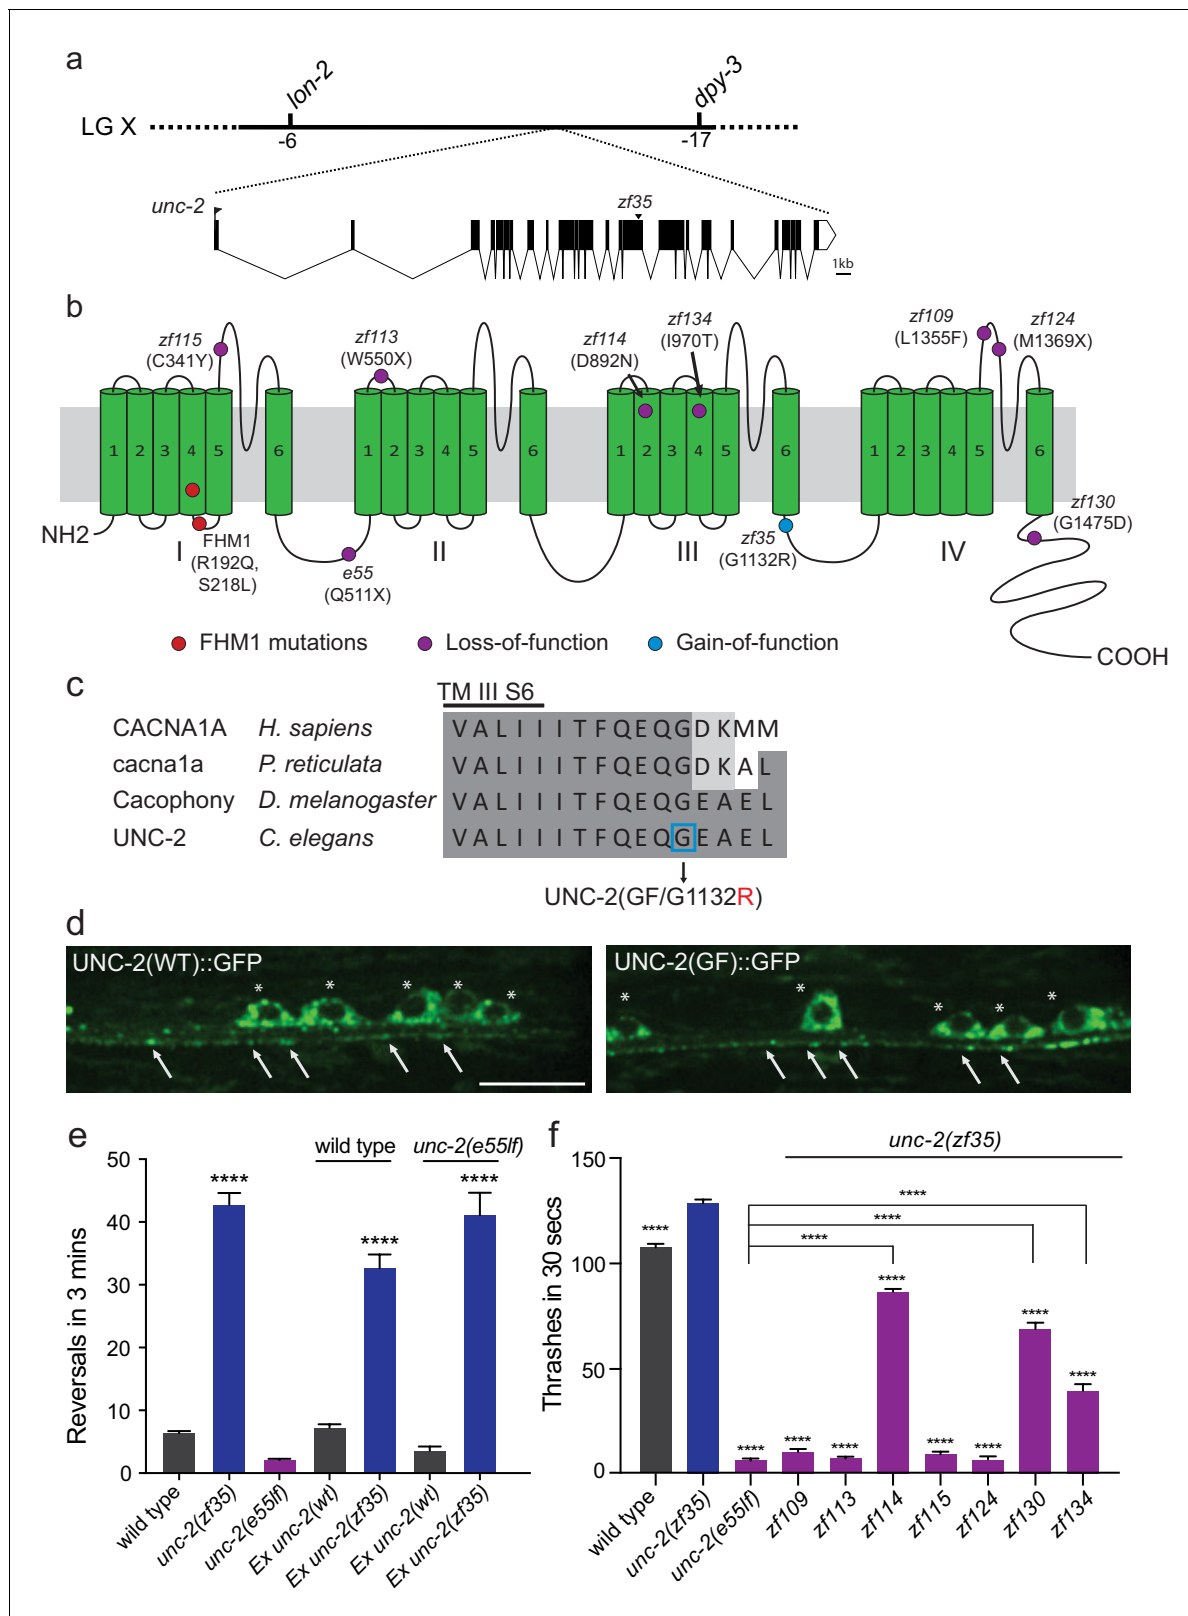 a
lon-2
dpy-3
LG X
-6
-17
unc-2
zf35
1kb
b
zf115
(C341Y)
zf113
(W550X)
zf114
(D892N)
zf134
(I970T)
zf109
(L1355F)
zf124
(M1369X)
1 2 3 4 5 6
1 2 3 4 5 6
1 2 3 4 5 6
1 2 3 4 5 6
NH2
I
II
III
IV
FHM1
(R192Q,
S218L)
e55
(Q511X)
zf35
(G1132R)
zf130
(G1475D)
COOH
FHM1 mutations
Loss-of-function
Gain-of-function
c
TM III S6
CACNA1A H. sapiens V A L I I I T F Q E Q G D K M M
cacna1a P. reticulata V A L I I I T F Q E Q G D K A L
Cacophony D. melanogaster V A L I I I T F Q E Q G E A E L
UNC-2 C. elegans V A L I I I T F Q E Q G E A E L
UNC-2(GF/G1132R)
d
UNC-2(WT)::GFP
* * * * *
UNC-2(GF)::GFP
* * * * *
e
wild type
unc-2(e55lf)
Reversals in 3 mins
50
40
30
20
10
0
**** **** ****
wild type
unc-2(zf35)
unc-2(e55lf)
Ex unc-2(wt)
Ex unc-2(zf35)
Ex unc-2(wt)
Ex unc-2(zf35)
f
unc-2(zf35)
Thrashes in 30 secs
150
100
50
0
****
****
****
**** **** **** **** **** **** **** **** ****
wild type
unc-2(zf35)
unc-2(e55lf)
zf109
zf113
zf114
zf115
zf124
zf130
zf134